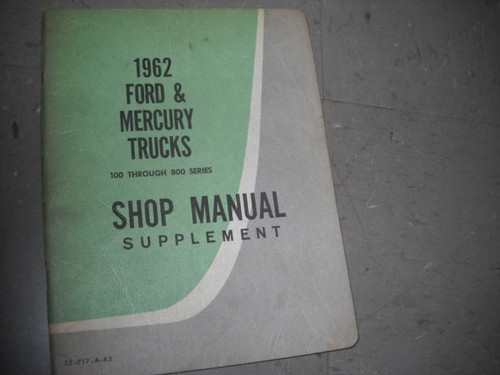 1962
FORD &
MERCURY
TRUCKS
100 THROUGH 800 SERIES
SHOP MANUAL
SUPPLEMENT